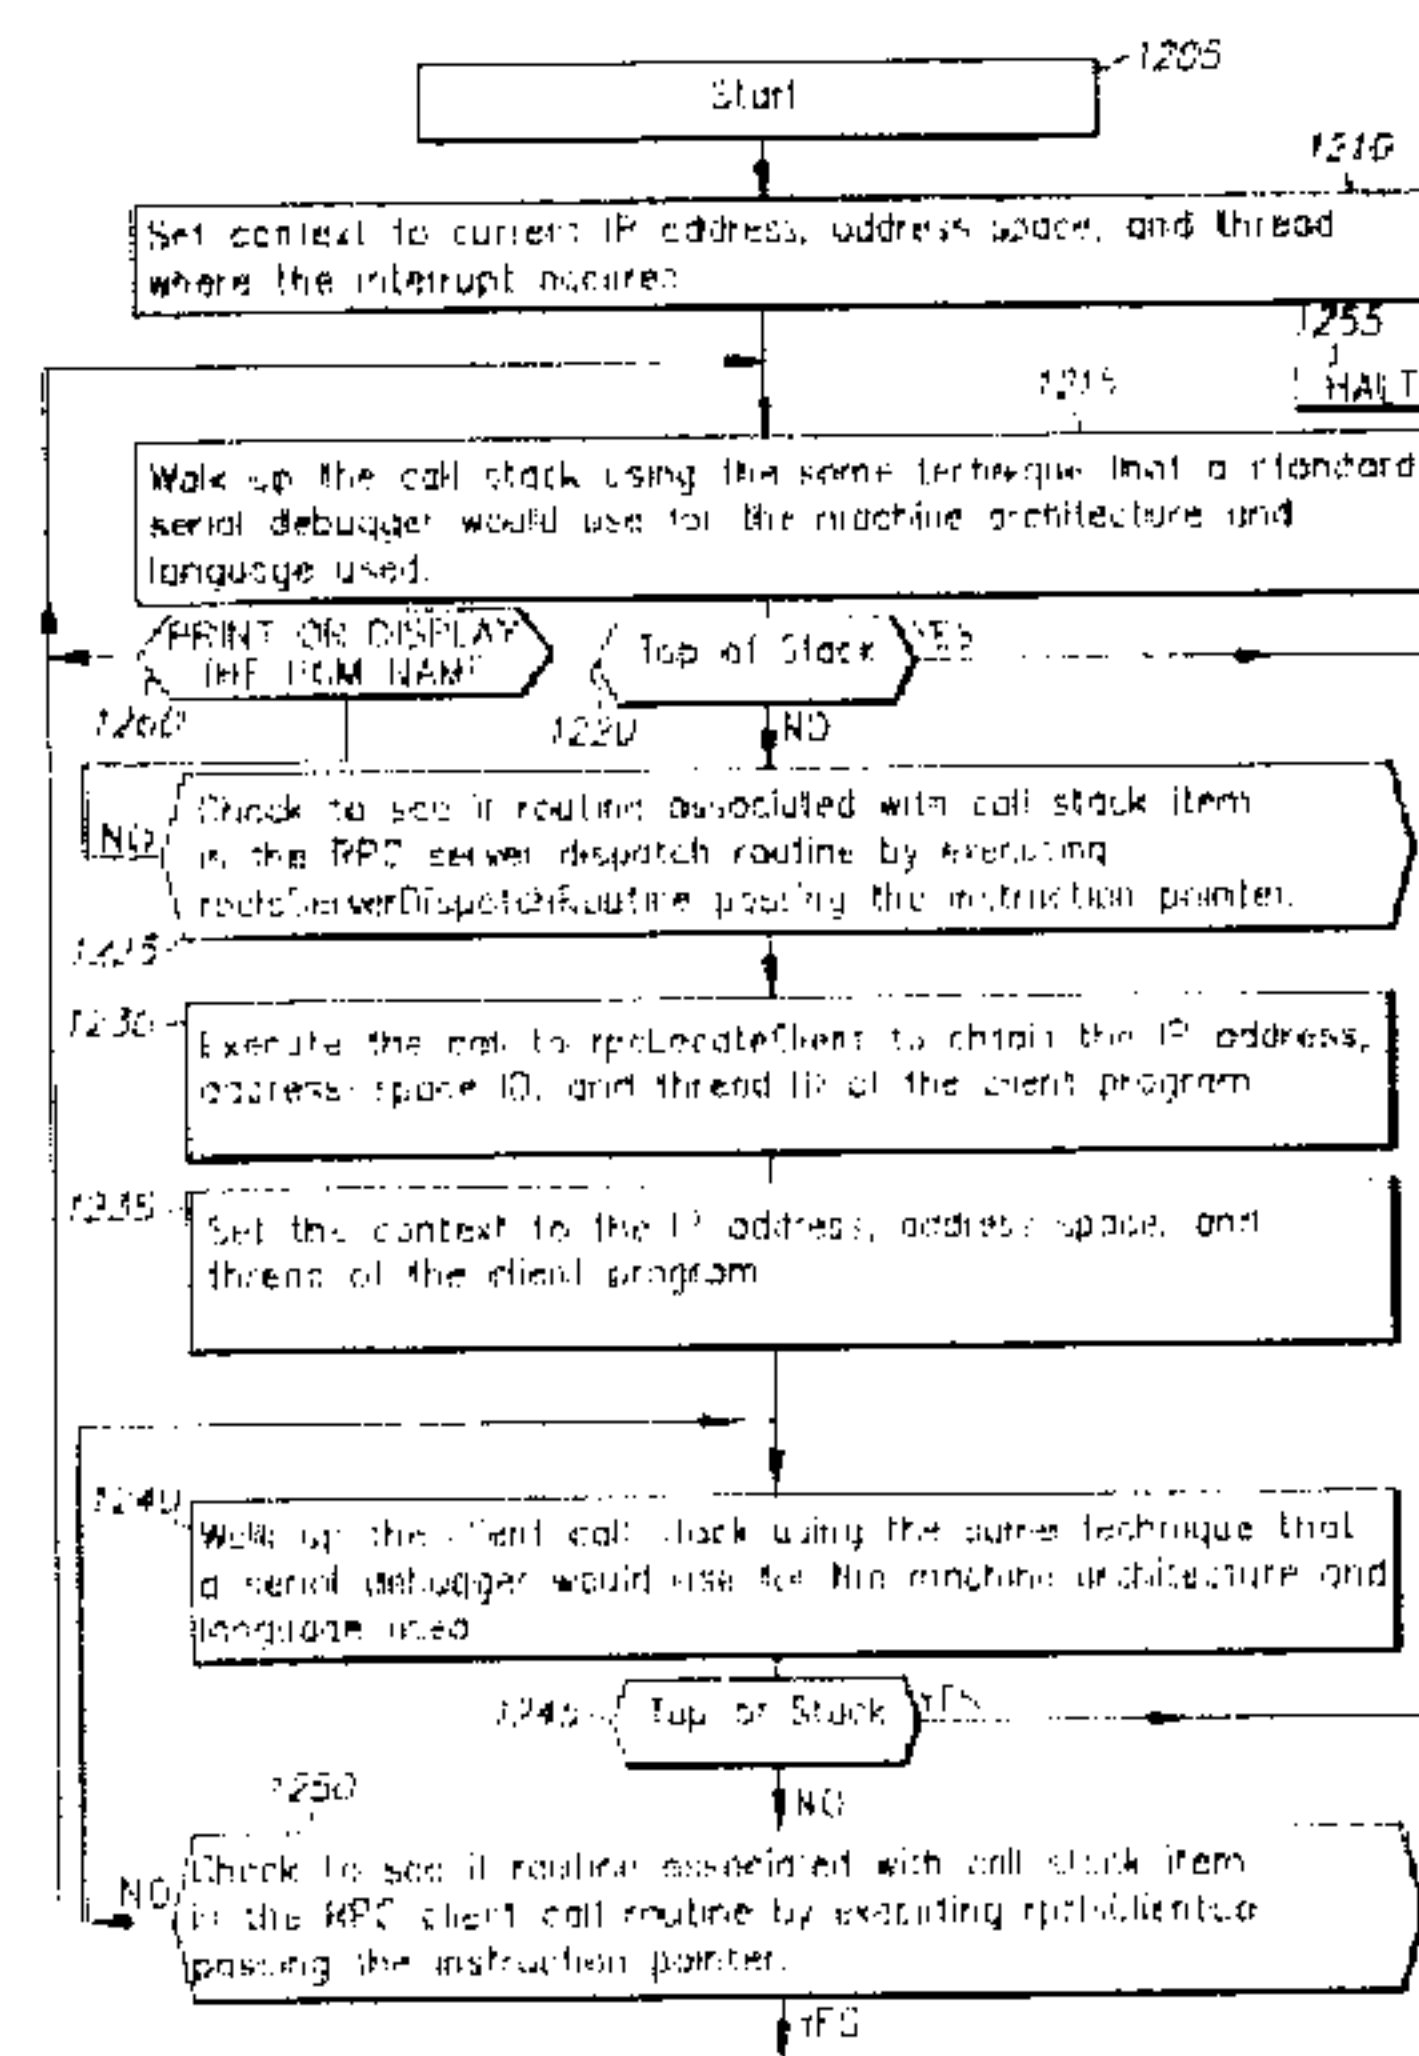 1205
Start
1210
Set context to current IP address, address space, and thread
where the interrupt occured
1255
HALT
1215
Walk up the call stack using the same technique that a standard
serial debugger would use for the machine architecture and
language used.
PRINT OR DISPLAY
THE PGM NAME
Top of Stack
YES
1260
1220
NO
Check to see if routine associated with call stack item
NO
is the RPC server dispatch routine by executing
rpcIsServerDispatchRoutine passing the instruction pointer.
1225
1230
Execute the call to rpcLocateClient to obtain the IP address,
address space ID, and thread ID of the client program
1235
Set the context to the IP address, address space, and
thread of the client program
1240
Walk up the client call stack using the same technique that
a serial debugger would use for the machine architecture and
language used
1245
Top of Stack
YES
1250
NO
Check to see if routine associated with call stack item
NO
is the RPC client call routine by executing
passing the instruction pointer.
YES